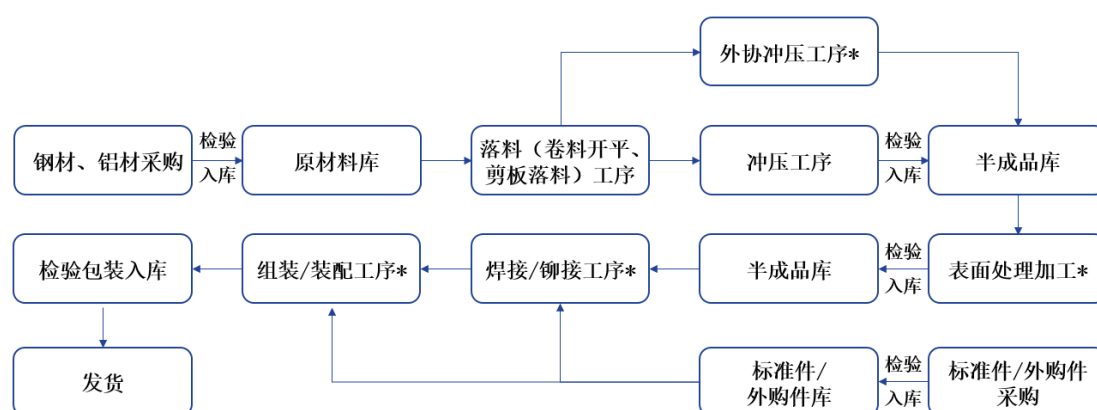 外协冲压工序*
钢材、铝材采购
检验
入库
原材料库
落料（卷料开平、
剪板落料）工序
冲压工序
检验
入库
半成品库
检验包装入库
组装/装配工序*
焊接/铆接工序*
半成品库
检验
入库
表面处理加工*
发货
标准件/
外购件库
检验
入库
标准件/外购件
采购